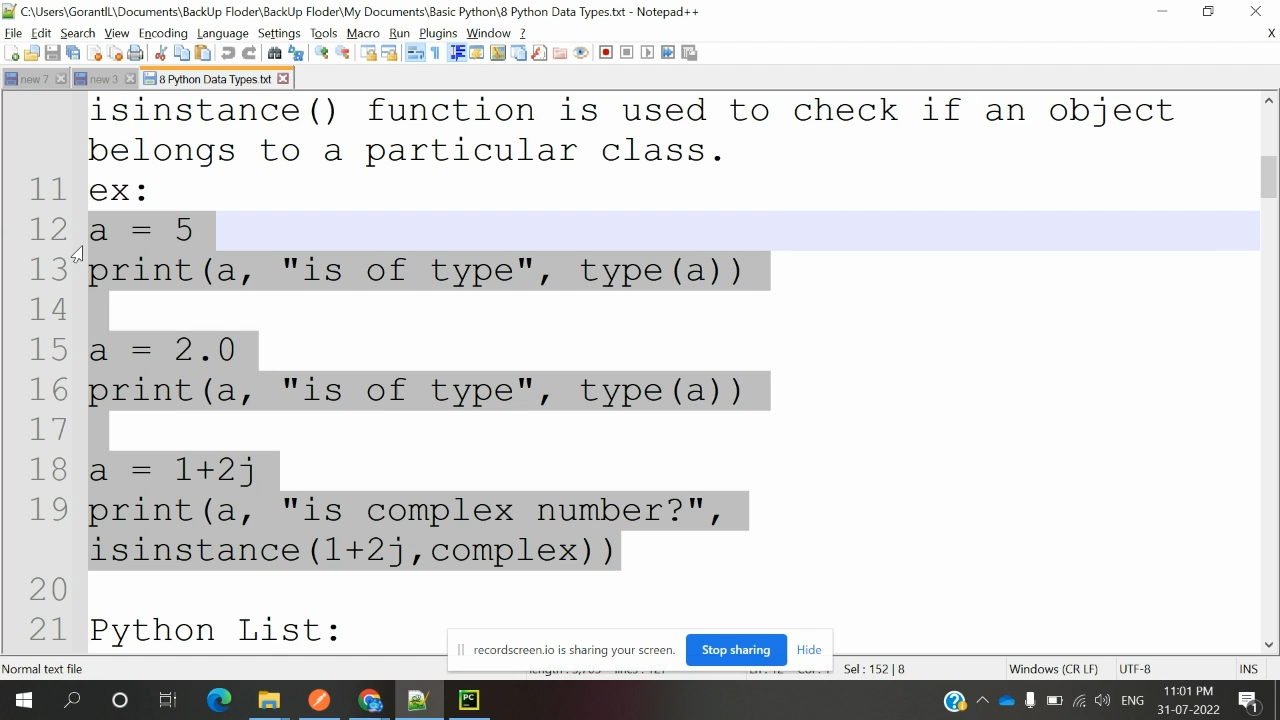 C:\Users\GorantlL\Documents\BackUp Floder\BackUp Floder\My Documents\Basic Python\8 Python Data Types.txt - Notepad++
File Edit Search View Encoding Language Settings Tools Macro Run Plugins Window ? X
new 7 new 3 8 Python Data Types.txt
isinstance() function is used to check if an object
belongs to a particular class.
11 ex:
12 a = 5
13 print(a, "is of type", type(a))
14
15 a = 2.0
16 print(a, "is of type", type(a))
17
18 a = 1+2j
19 print(a, "is complex number?",
isinstance(1+2j,complex))
20
21 Python List:
recordscreen.io is sharing your screen. Stop sharing Hide
Normal text file Sel : 152 | 8 Windows (CR LF) UTF-8 INS
ENG 11:01 PM
31-07-2022